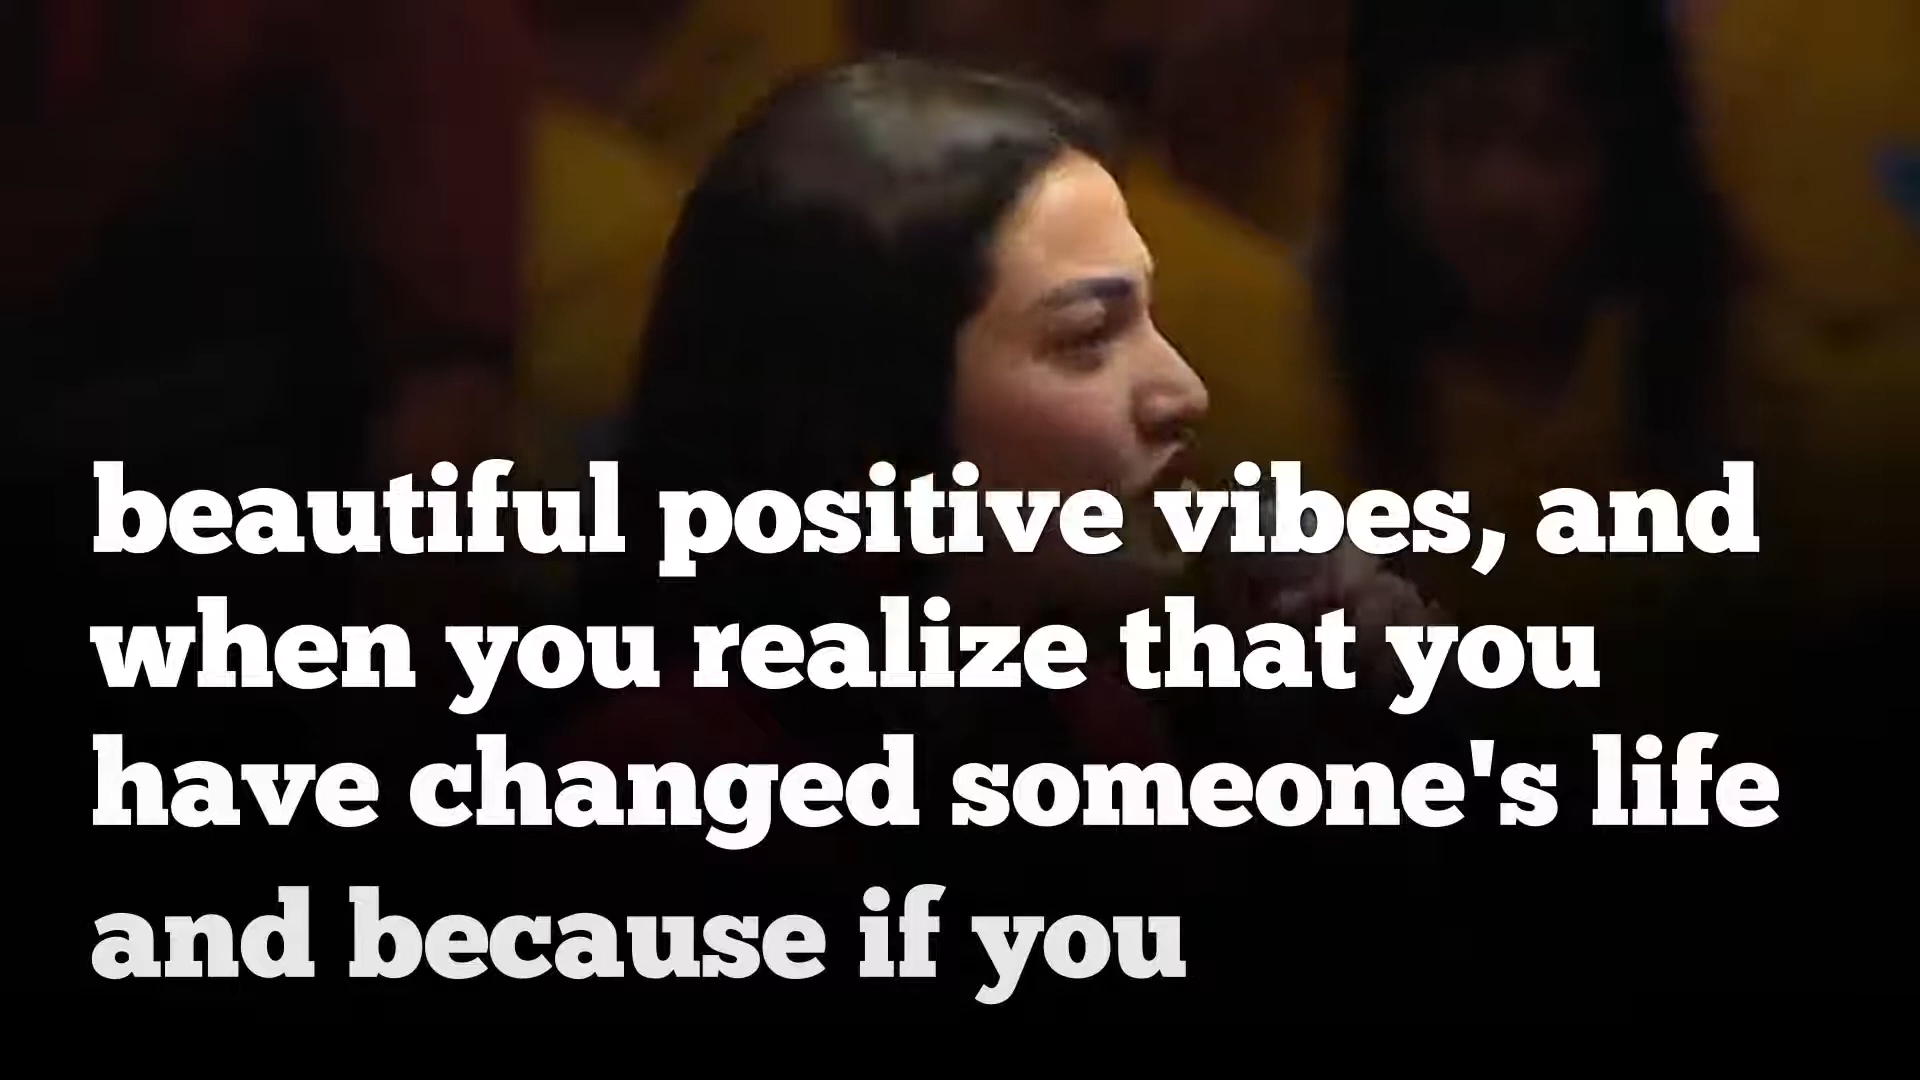 beautiful positive vibes, and
when you realize that you
have changed someone's life
and because if you